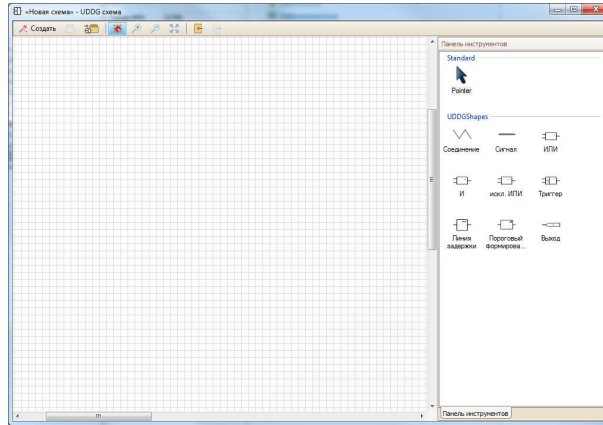 «Новая схема» - UDDG схема
Создать
Панель инструментов
Standard
Pointer
UDDGShapes
Соединение
Сигнал
ИЛИ
И
искл. ИЛИ
Триггер
Линия
задержки
Пороговый
формирова...
Выход
Панель инструментов